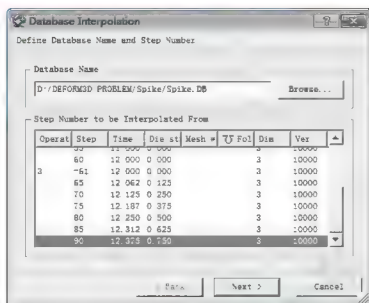 Database Interpolation
Define Database Name and Step Number
Database Name
D:/DEFORM3D PROBLEM/Spike/Spike.DB Browse...
Step Number to be Interpolated From
Operat Step Time Die st Mesh # Fol Dim Ver
60 12 000 0 000 3 10000
3 -61 12 000 0 000 3 10000
65 12 062 0 125 3 10000
70 12 125 0 250 3 10000
75 12 187 0 375 3 10000
80 12 250 0 500 3 10000
85 12.312 0 625 3 10000
90 12.375 0.750 3 10000
Back Next > Cancel